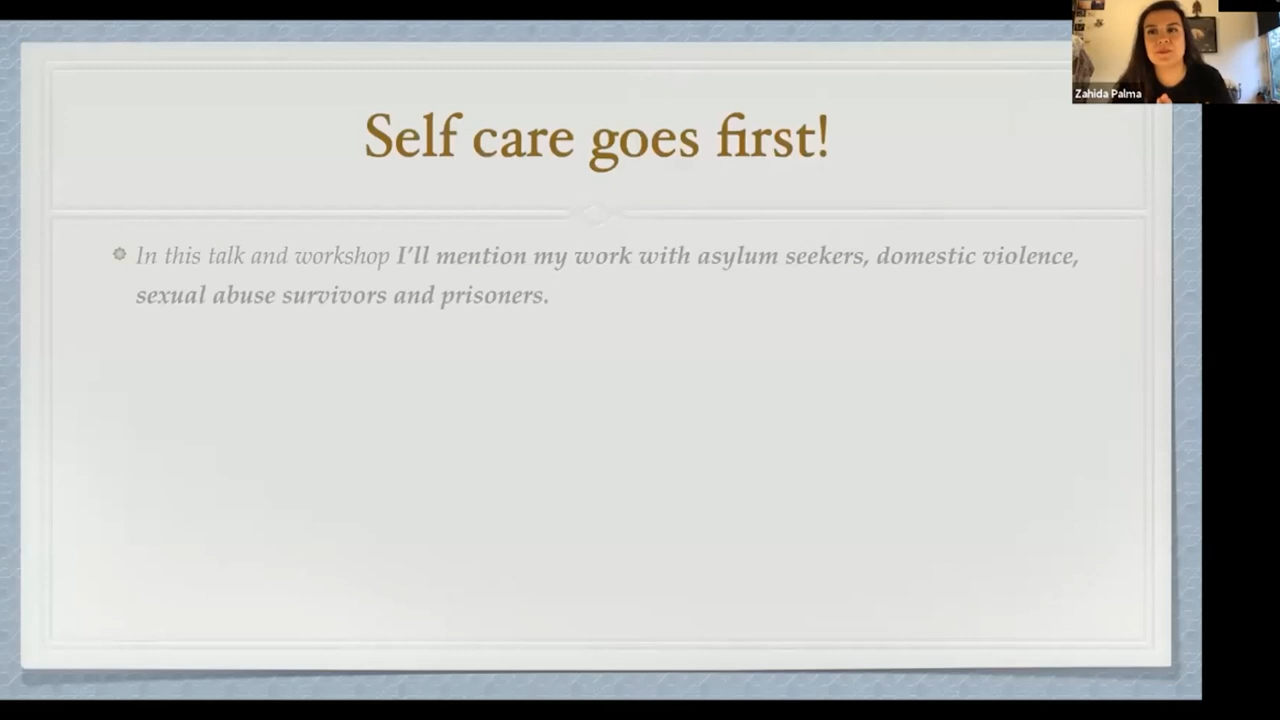 Zahida Palma
Self care goes first!
In this talk and workshop I'll mention my work with asylum seekers, domestic violence,
sexual abuse survivors and prisoners.